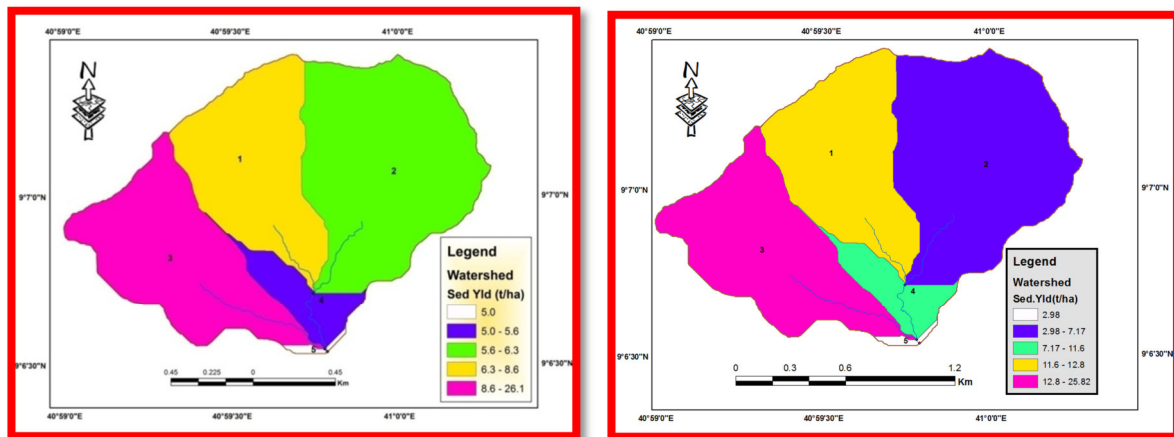 40°59'0"E 40°59'30"E 41°0'0"E
N
1
2
3
4
5
9°7'0"N 9°7'0"N
9°6'30"N 9°6'30"N
Legend
Watershed
Sed Yld (t/ha)
5.0
5.0 - 5.6
5.6 - 6.3
6.3 - 8.6
8.6 - 26.1
0.45 0.225 0 0.45
Km
40°59'0"E 40°59'30"E 41°0'0"E
40°59'0"E 40°59'30"E 41°0'0"E
N
1
2
3
4
5
9°7'0"N 9°7'0"N
9°6'30"N 9°6'30"N
Legend
Watershed
Sed.Yld(t/ha)
2.98
2.98 - 7.17
7.17 - 11.6
11.6 - 12.8
12.8 - 25.82
0 0.3 0.6 1.2
Km
40°59'0"E 40°59'30"E 41°0'0"E